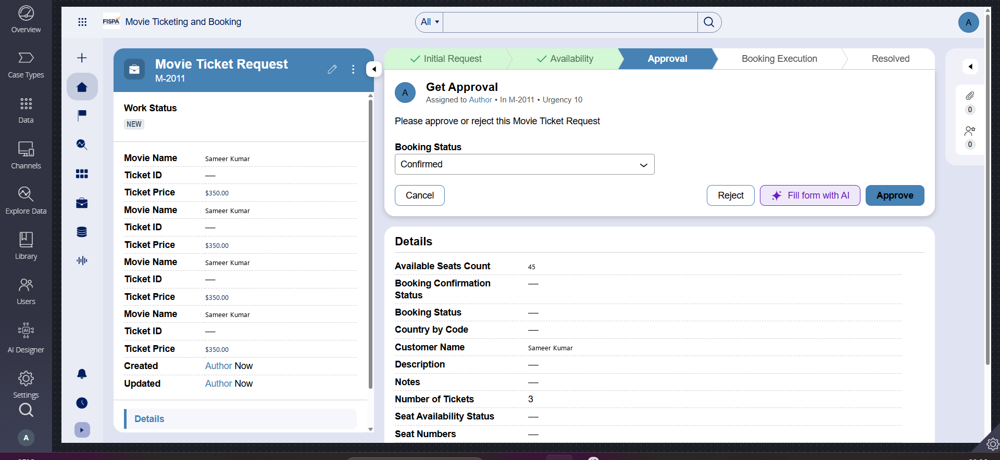 Overview
Case Types
Data
Channels
Explore Data
Library
Users
AI Designer
Settings
A
FISPA Movie Ticketing and Booking
All
A
Movie Ticket Request
M-2011
Work Status
NEW
Movie Name Sameer Kumar
Ticket ID —
Ticket Price $350.00
Movie Name Sameer Kumar
Ticket ID —
Ticket Price $350.00
Movie Name Sameer Kumar
Ticket ID —
Ticket Price $350.00
Movie Name Sameer Kumar
Ticket ID —
Ticket Price $350.00
Created Author Now
Updated Author Now
Details
Initial Request Availability Approval Booking Execution Resolved
A
Get Approval
Assigned to Author • In M-2011 • Urgency 10
Please approve or reject this Movie Ticket Request
Booking Status
Confirmed
Cancel Reject Fill form with AI Approve
Details
Available Seats Count 45
Booking Confirmation
Status —
Booking Status —
Country by Code —
Customer Name Sameer Kumar
Description —
Notes —
Number of Tickets 3
Seat Availability Status —
Seat Numbers —
0
0